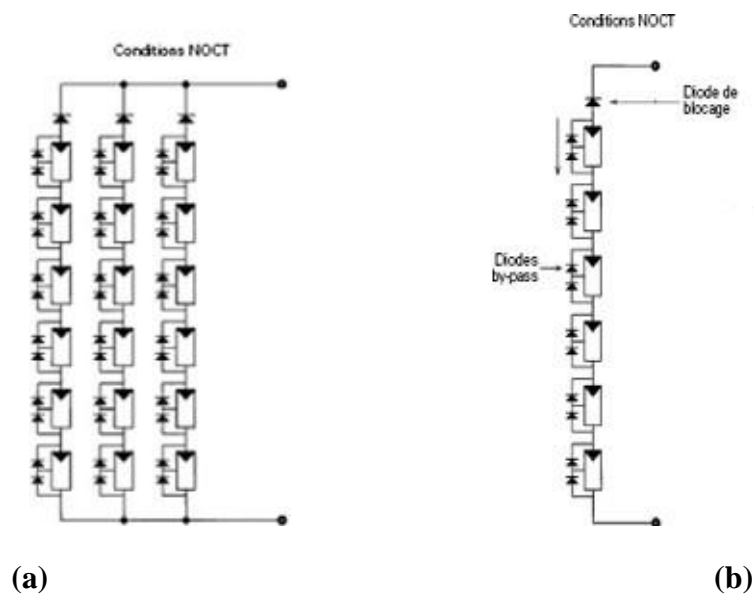 Conditions NOCT
Conditions NOCT
Diode de
blocage
Diodes
by-pass
(a)
(b)